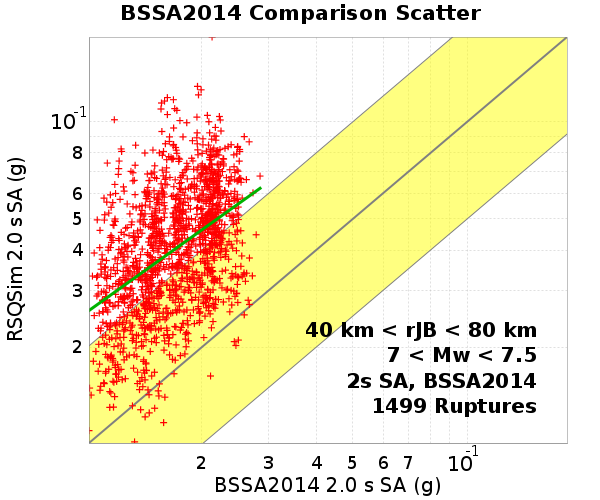 BSSA2014 Comparison Scatter
RSQSim 2.0 s SA (g)
10-1
8
6
5
4
3
2
40 km < rJB < 80 km
7 < Mw < 7.5
2s SA, BSSA2014
1499 Ruptures
2 3 4 5 6 7 10-1
BSSA2014 2.0 s SA (g)